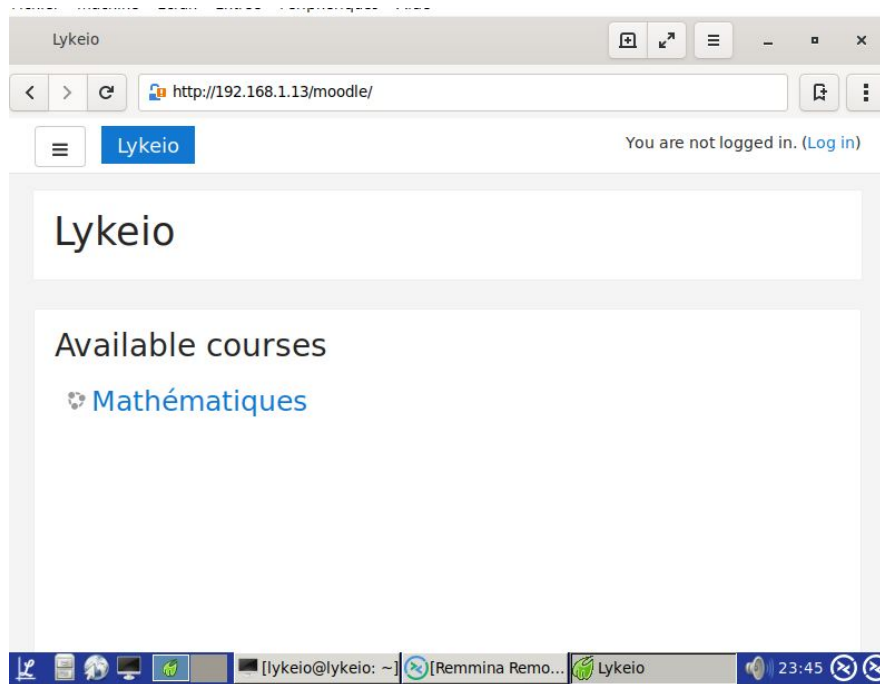 Lykeio
http://192.168.1.13/moodle/
Lykeio
You are not logged in. (Log in)
Lykeio
Available courses
Mathématiques
[lykeio@lykeio: ~]
[Remmina Remo...
Lykeio
23:45